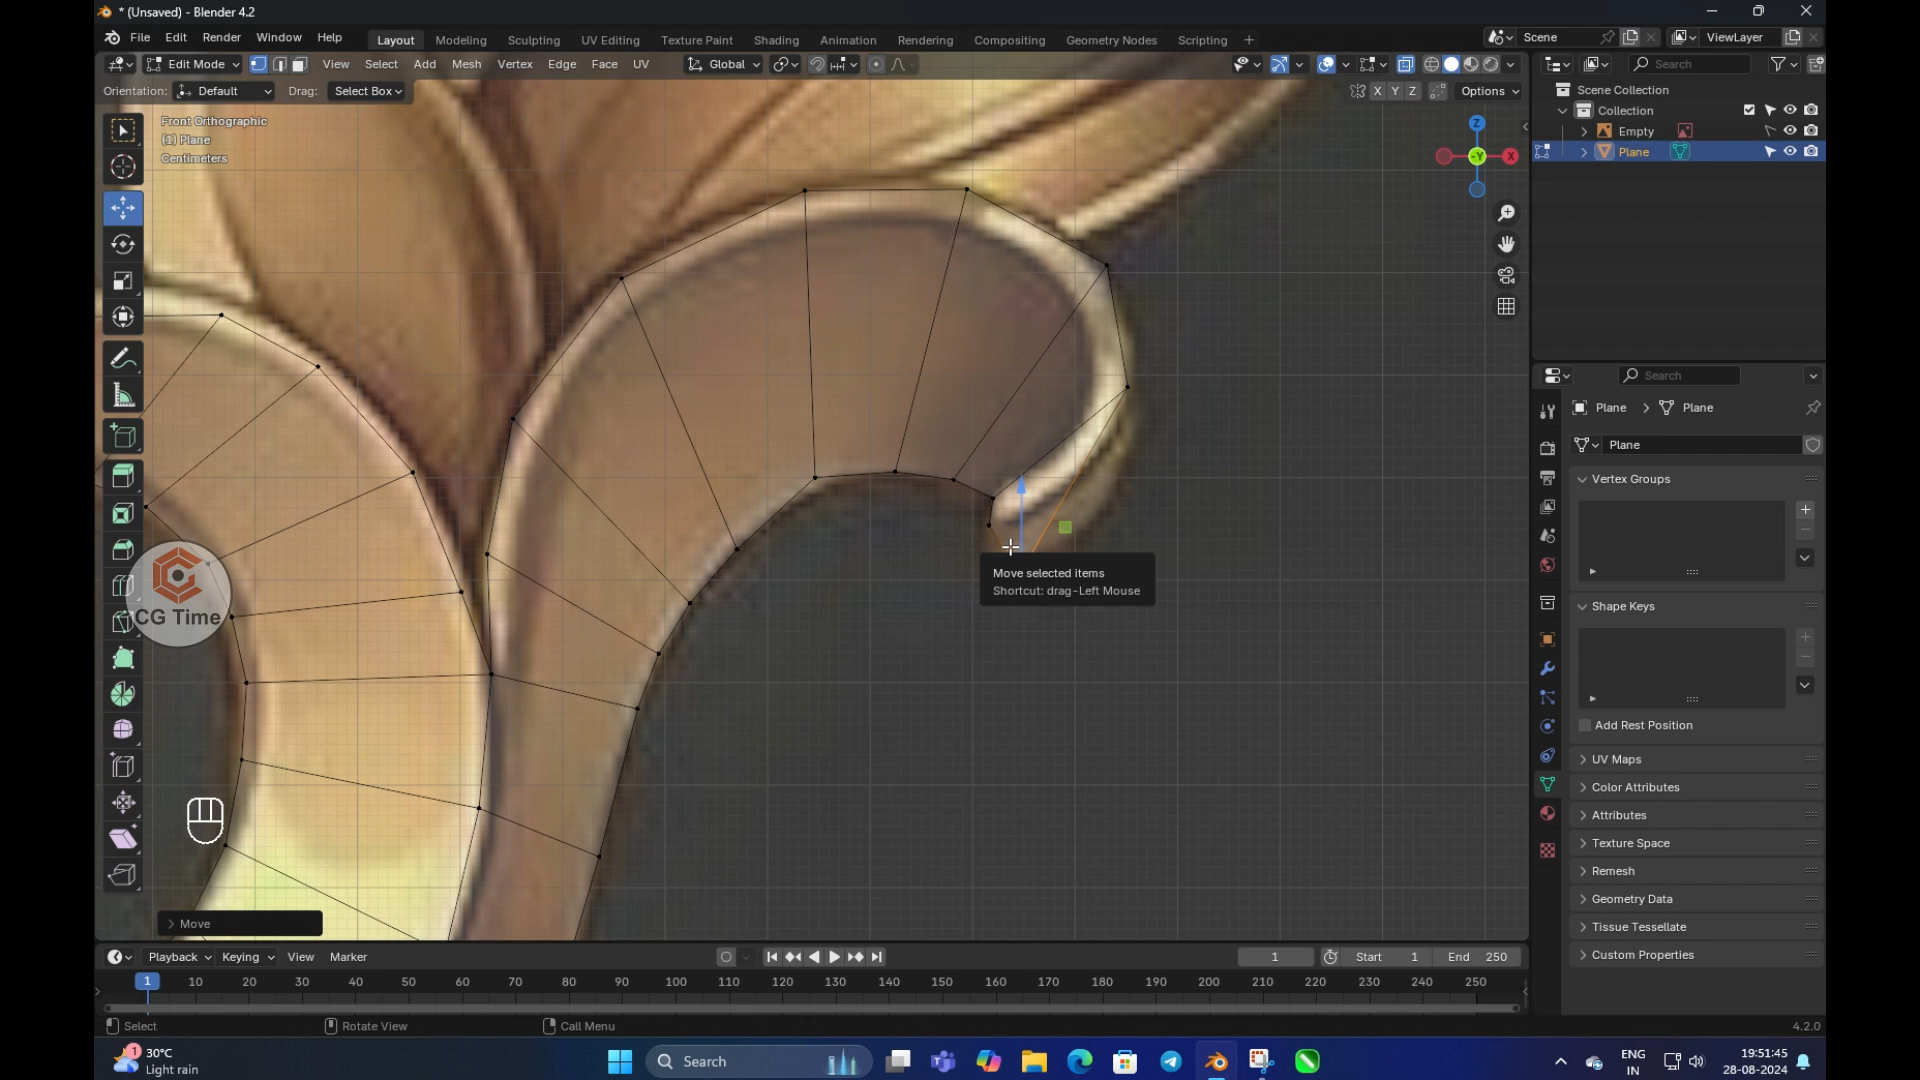 * (Unsaved) - Blender 4.2
File Edit Render Window Help Layout Modeling Sculpting UV Editing Texture Paint Shading Animation Rendering Compositing Geometry Nodes Scripting + Scene ViewLayer
Edit Mode View Select Add Mesh Vertex Edge Face UV Global Search
Orientation: Default Drag: Select Box X Y Z Options
Scene Collection
Collection
Empty
Plane
Front Orthographic
(1) Plane
Centimeters
Z
-Y X
Search
Plane > Plane
Plane
Vertex Groups
Move selected items
Shortcut: drag-Left Mouse
CG Time
Shape Keys
Add Rest Position
UV Maps
Color Attributes
Attributes
Texture Space
Remesh
Geometry Data
Tissue Tessellate
Custom Properties
> Move
Playback Keying View Marker 1 Start 1 End 250
1 10 20 30 40 50 60 70 80 90 100 110 120 130 140 150 160 170 180 190 200 210 220 230 240 250
Select Rotate View Call Menu 4.2.0
1 30°C
Light rain
Search
ENG
IN
19:51:45
28-08-2024